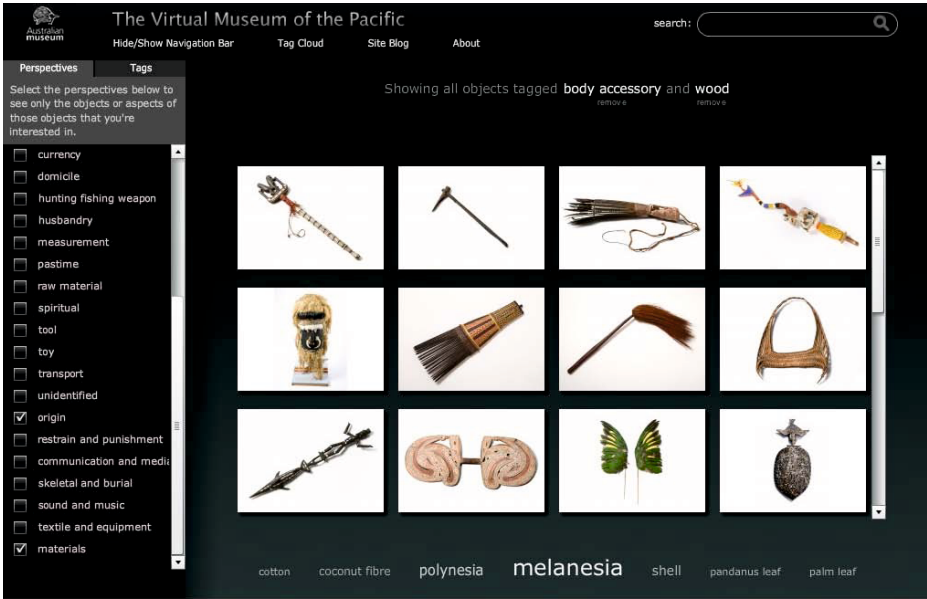 Australian
museum
The Virtual Museum of the Pacific
search:
Hide/Show Navigation Bar Tag Cloud Site Blog About
Perspectives Tags
Select the perspectives below to
see only the objects or aspects of
those objects that you're
interested in.
Showing all objects tagged body accessory and wood
remove remove
currency
domicile
hunting fishing weapon
husbandry
measurement
pastime
raw material
spiritual
tool
toy
transport
unidentified
origin
restrain and punishment
communication and media
skeletal and burial
sound and music
textile and equipment
materials
cotton coconut fibre polynesia melanesia shell pandanus leaf palm leaf